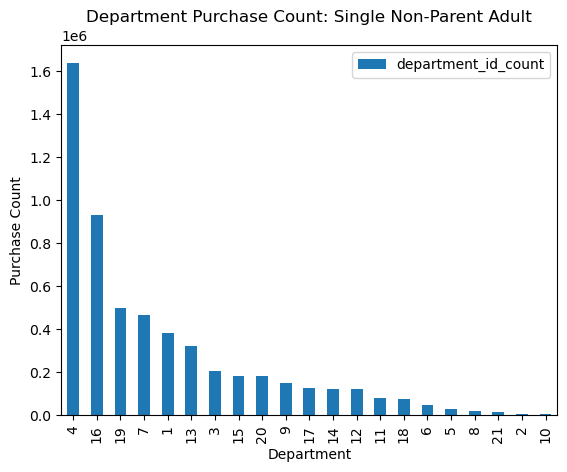 Department Purchase Count: Single Non-Parent Adult
1e6
department_id_count
1.6
1.4
1.2
1.0
0.8
0.6
0.4
0.2
0.0
Purchase Count
4 16 19 7 1 13 3 15 20 9 17 14 12 11 18 6 5 8 21 2 10
Department